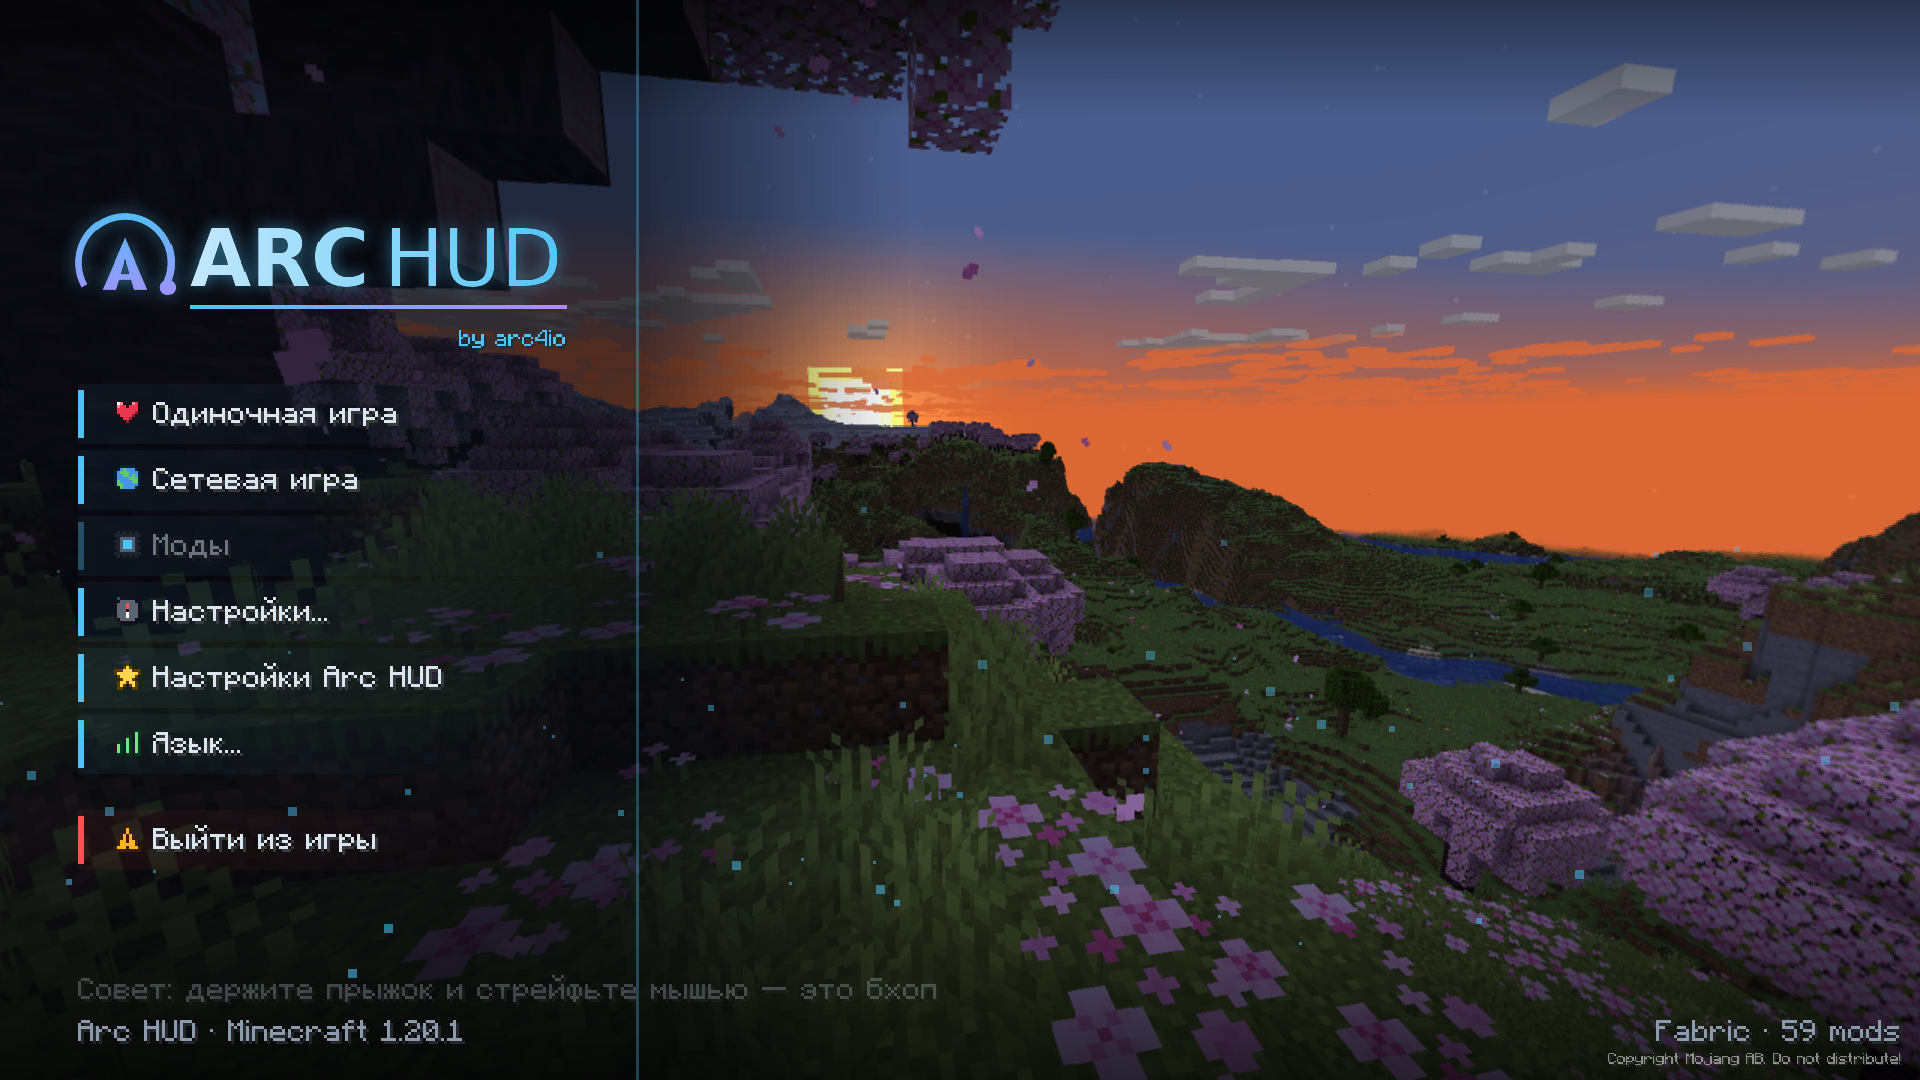 ARC HUD
by arc4io
Одиночная игра
Сетевая игра
Моды
Настройки...
Настройки Arc HUD
Язык...
Выйти из игры
Совет: держите прыжок и стрейфьте мышью — это бхоп
Arc HUD · Minecraft 1.20.1
Fabric · 59 mods
Copyright Mojang AB. Do not distribute!